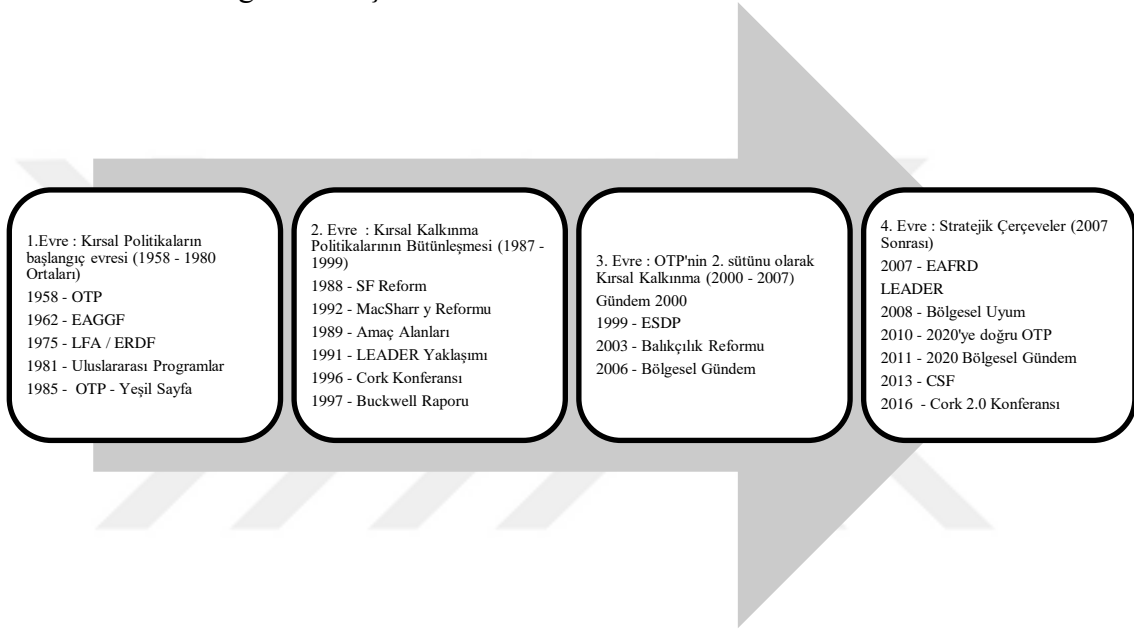 1.Evre : Kırsal Politikaların
başlangıç evresi (1958 - 1980
Ortaları)
1958 - OTP
1962 - EAGGF
1975 - LFA / ERDF
1981 - Uluslararası Programlar
1985 - OTP - Yeşil Sayfa
2. Evre : Kırsal Kalkınma
Politikalarının Bütünleşmesi (1987 -
1999)
1988 - SF Reform
1992 - MacSharr y Reformu
1989 - Amaç Alanları
1991 - LEADER Yaklaşımı
1996 - Cork Konferansı
1997 - Buckwell Raporu
3. Evre : OTP'nin 2. sütünu olarak
Kırsal Kalkınma (2000 - 2007)
Gündem 2000
1999 - ESDP
2003 - Balıkçılık Reformu
2006 - Bölgesel Gündem
4. Evre : Stratejik Çerçeveler (2007
Sonrası)
2007 - EAFRD
LEADER
2008 - Bölgesel Uyum
2010 - 2020'ye doğru OTP
2011 - 2020 Bölgesel Gündem
2013 - CSF
2016 - Cork 2.0 Konferansı